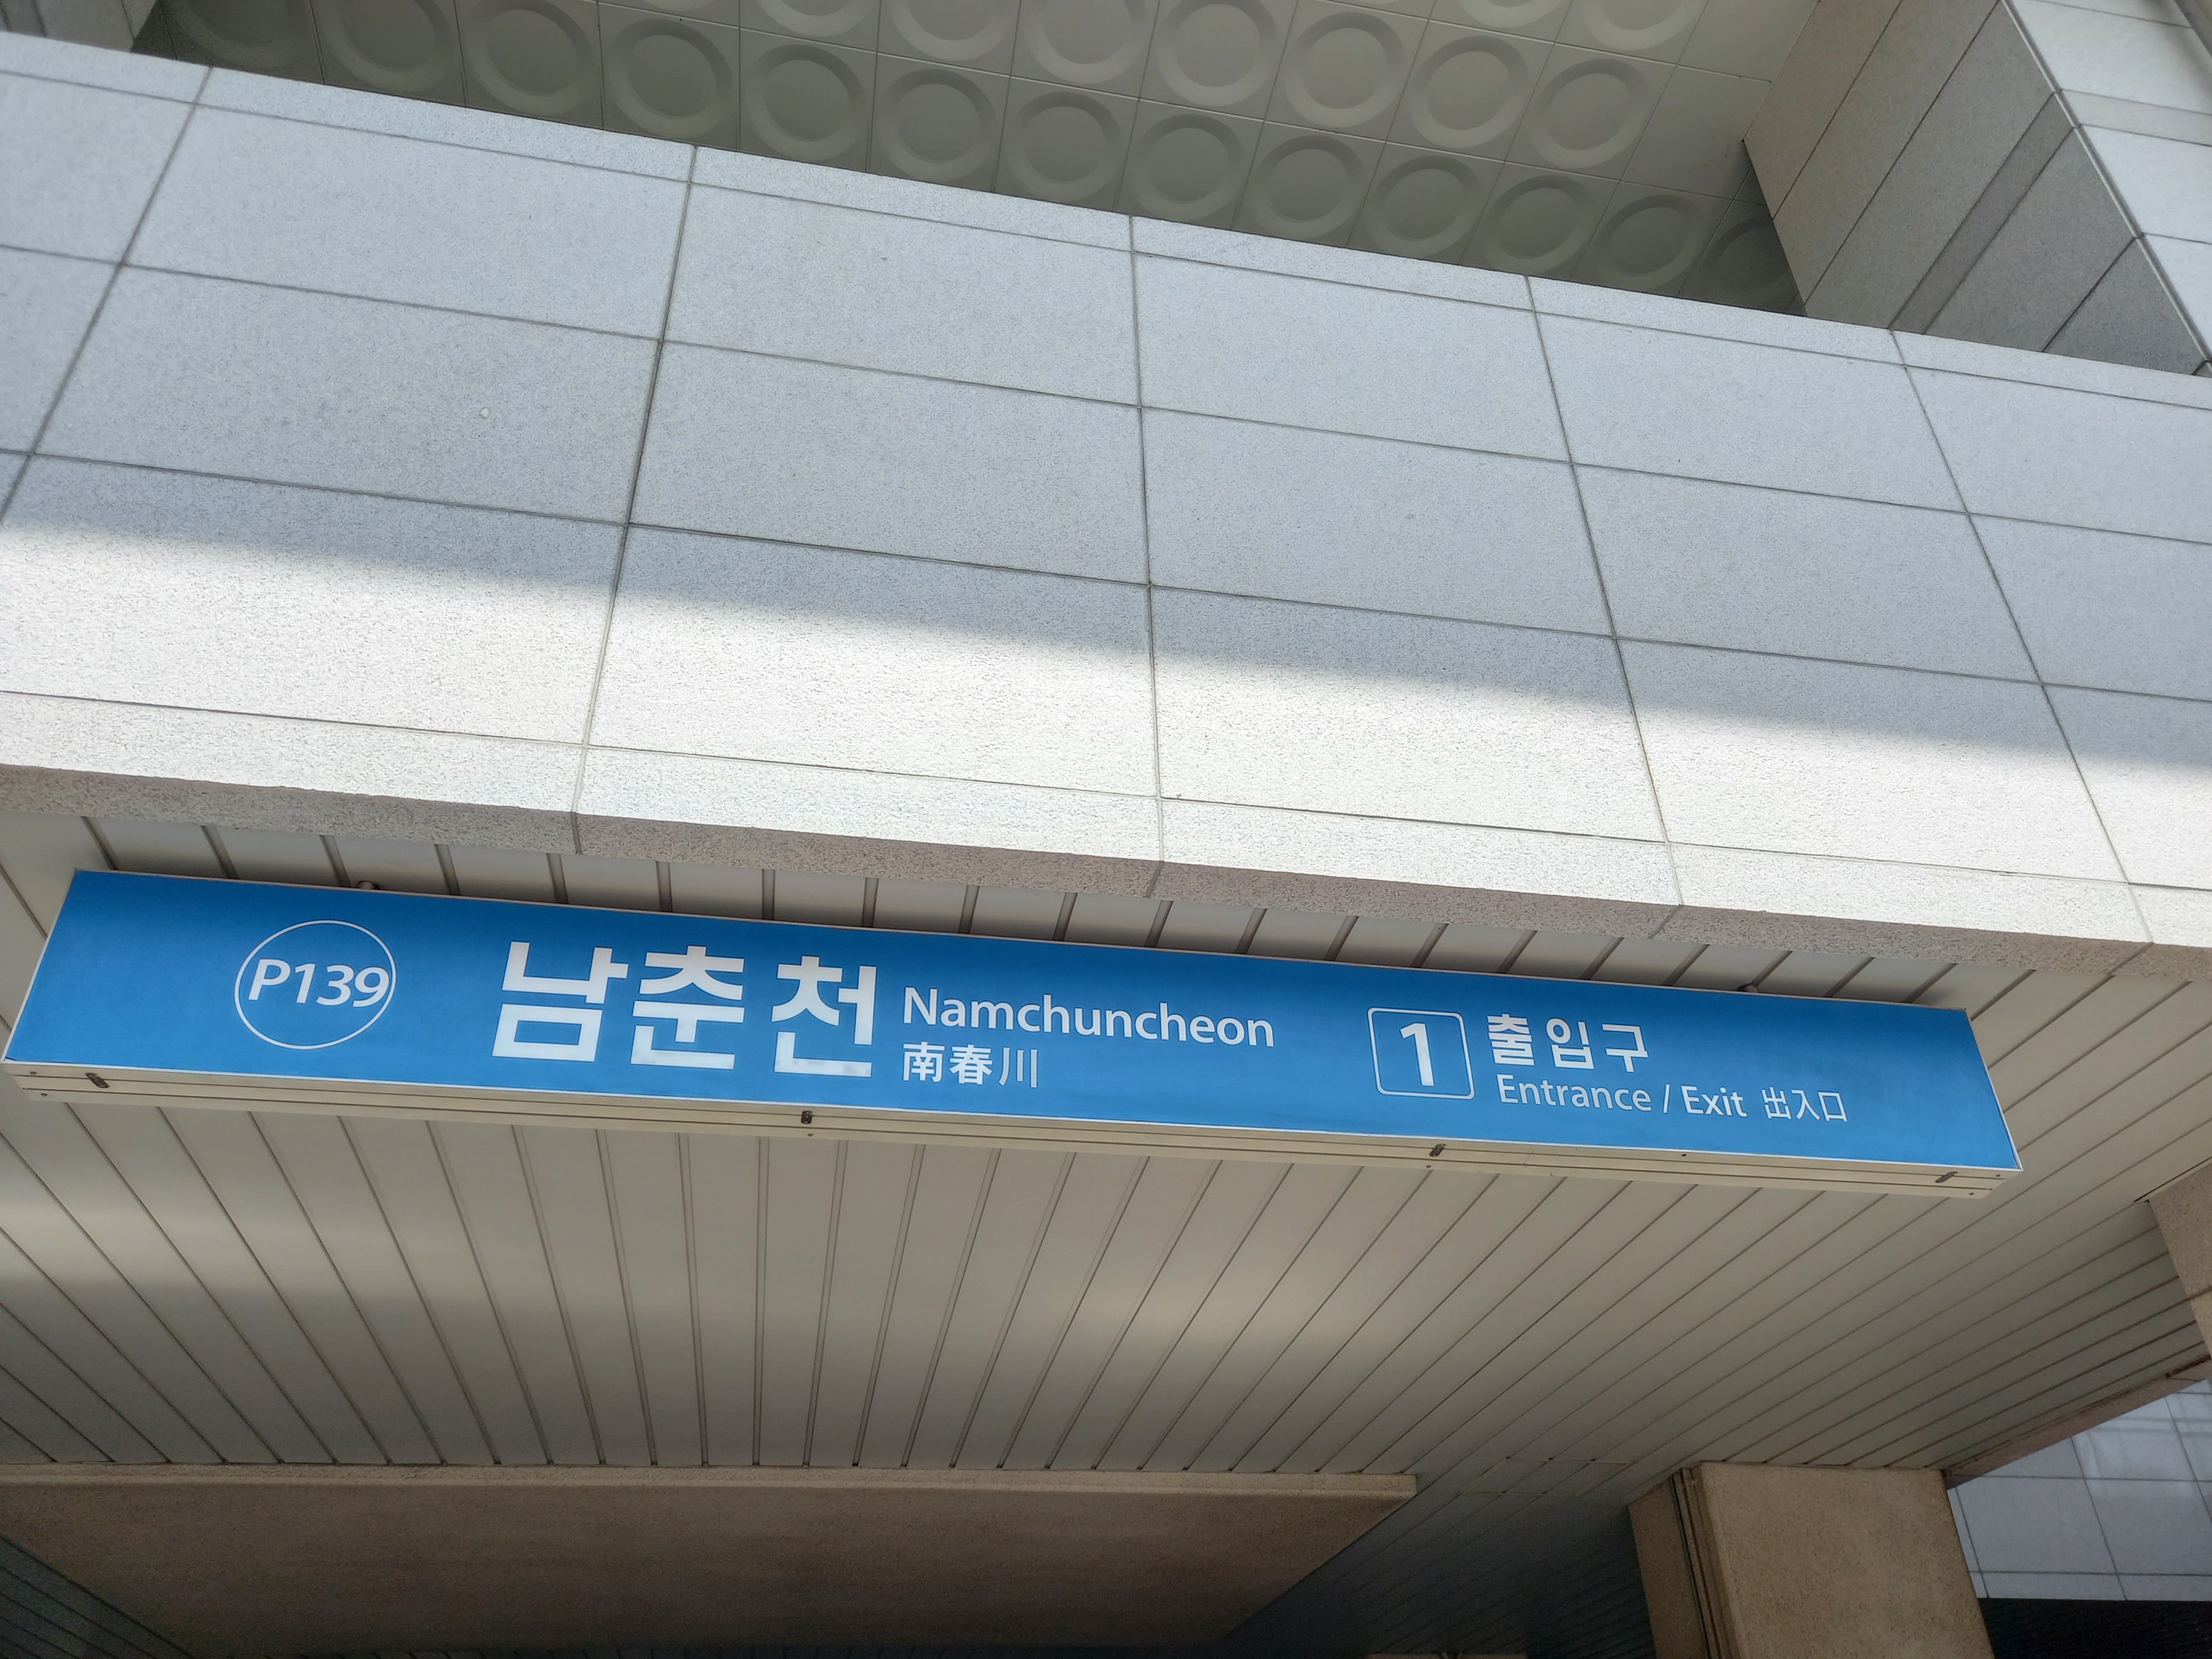 P139
남춘천
Namchuncheon
南春川
1
출입구
Entrance / Exit 出入口